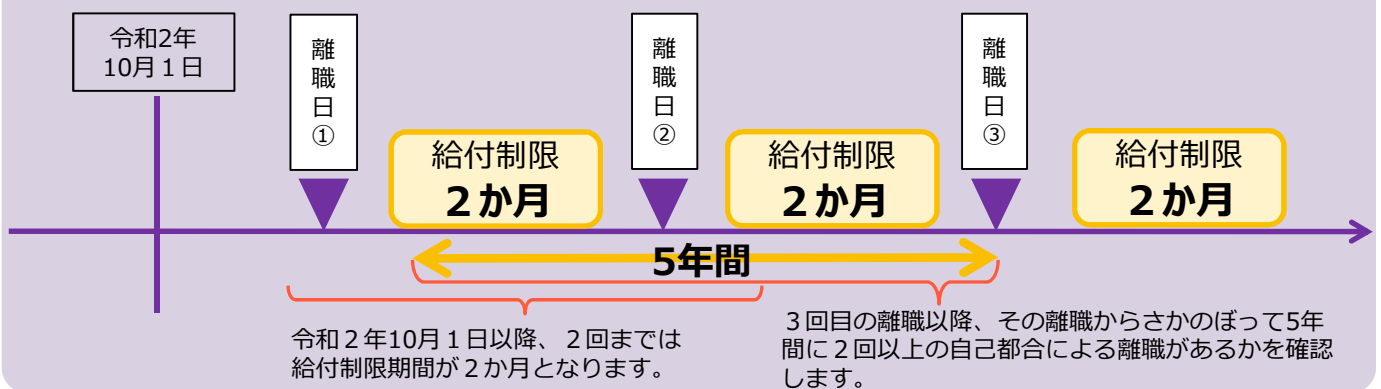 令和2年
10月１日
離職日①
離職日②
離職日③
給付制限
２か月
給付制限
２か月
給付制限
２か月
5年間
令和２年10月１日以降、２回までは
給付制限期間が２か月となります。
３回目の離職以降、その離職からさかのぼって5年
間に２回以上の自己都合による離職があるかを確認
します。